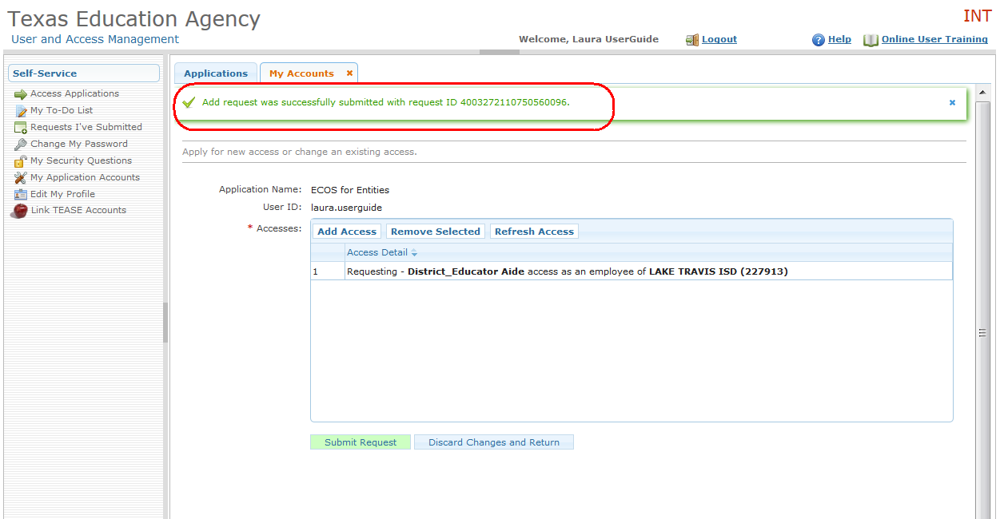 Texas Education Agency
INT
User and Access Management
Welcome, Laura UserGuide
Logout
Help
Online User Training
Self-Service
Access Applications
My To-Do List
Requests I've Submitted
Change My Password
My Security Questions
My Application Accounts
Edit My Profile
Link TEASE Accounts
Applications
My Accounts
Add request was successfully submitted with request ID 4003272110750560096.
Apply for new access or change an existing access.
Application Name: ECOS for Entities
User ID: laura.userguide
* Accesses:
Add Access Remove Selected Refresh Access
Access Detail
1 Requesting - District_Educator Aide access as an employee of LAKE TRAVIS ISD (227913)
Submit Request Discard Changes and Return